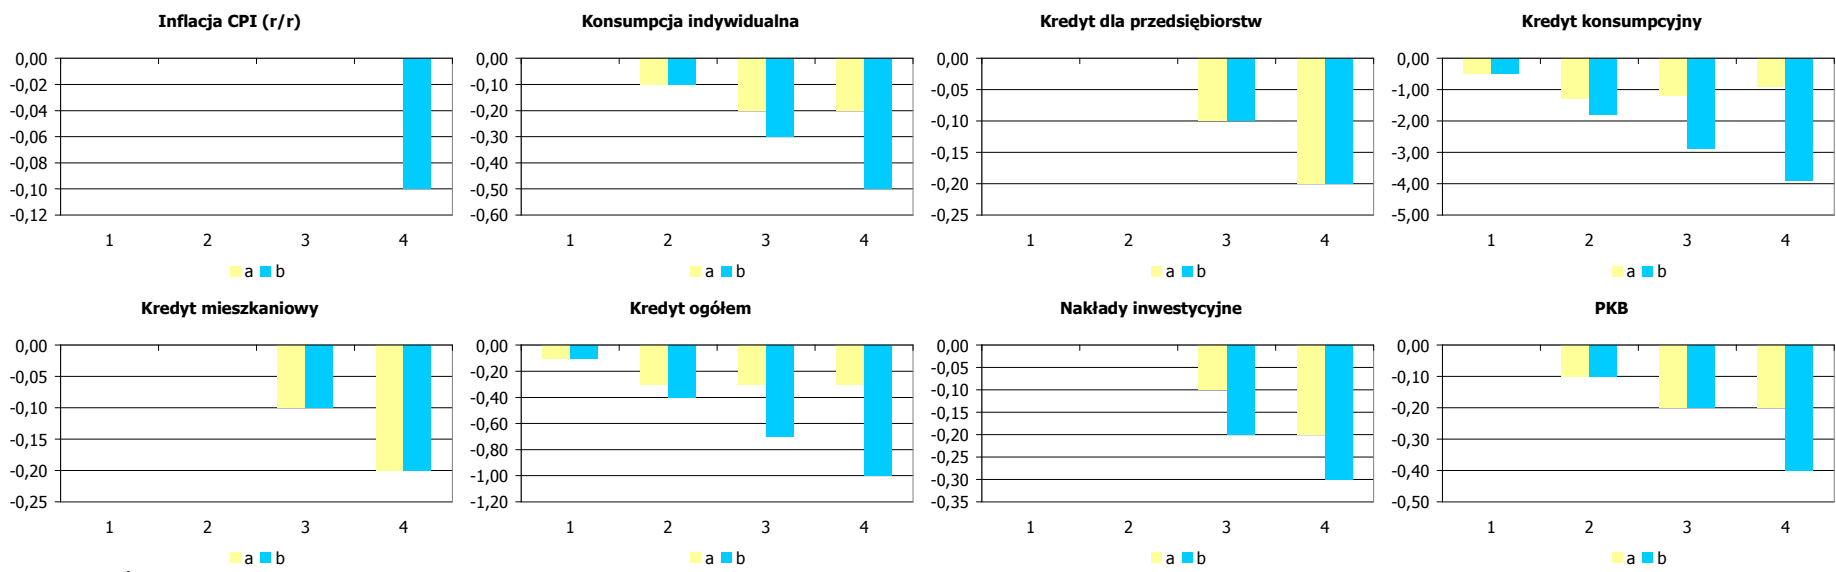 Inflacja CPI (r/r)
0,00
-0,02
-0,04
-0,06
-0,08
-0,10
-0,12
1 2 3 4
a b
Konsumpcja indywidualna
0,00
-0,10
-0,20
-0,30
-0,40
-0,50
-0,60
1 2 3 4
a b
Kredyt dla przedsiębiorstw
0,00
-0,05
-0,10
-0,15
-0,20
-0,25
1 2 3 4
a b
Kredyt konsumpcyjny
0,00
-1,00
-2,00
-3,00
-4,00
-5,00
1 2 3 4
a b
Kredyt mieszkaniowy
0,00
-0,05
-0,10
-0,15
-0,20
-0,25
1 2 3 4
a b
Kredyt ogółem
0,00
-0,20
-0,40
-0,60
-0,80
-1,00
-1,20
1 2 3 4
a b
Nakłady inwestycyjne
0,00
-0,05
-0,10
-0,15
-0,20
-0,25
-0,30
-0,35
1 2 3 4
a b
PKB
0,00
-0,10
-0,20
-0,30
-0,40
-0,50
1 2 3 4
a b